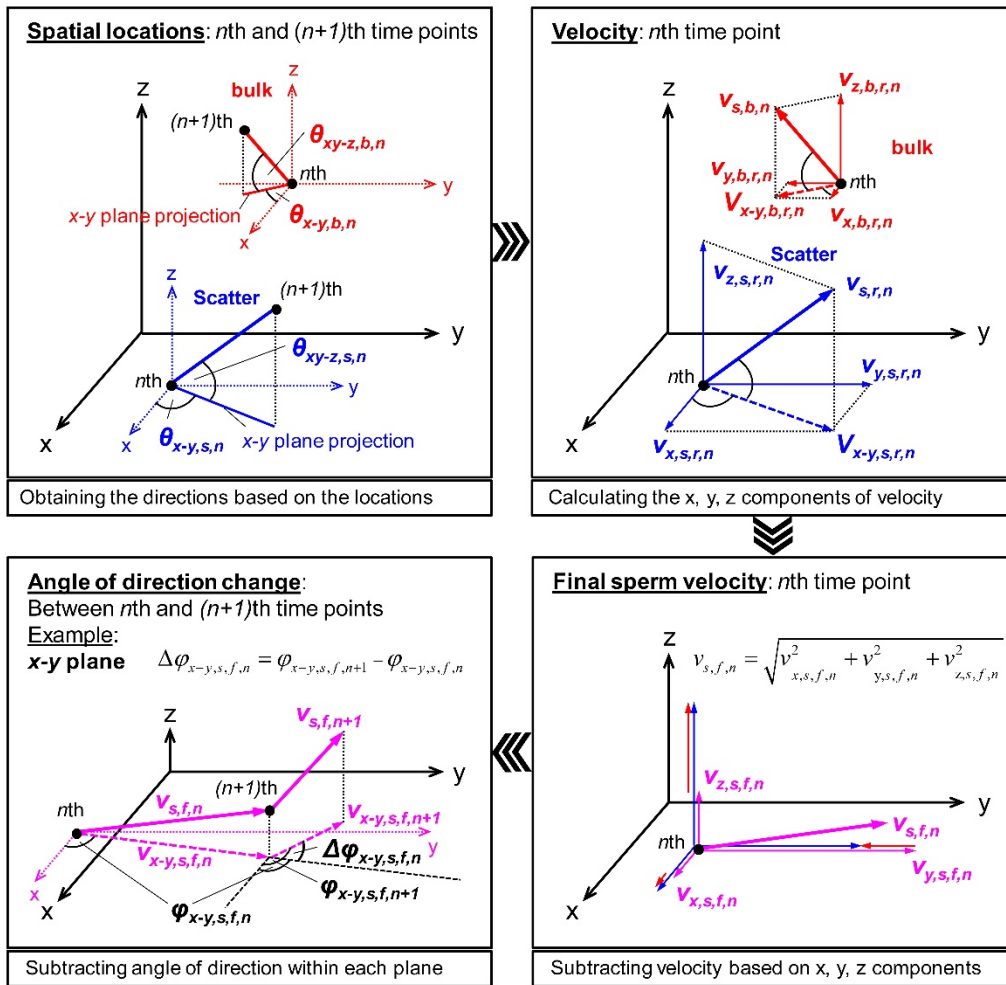 Spatial locations: nth and (n+1)th time points
z
z
bulk
(n+1)th
θxy-z,b,n
nth
y
x-y plane projection
θx-y,b,n
x
z
Scatter
(n+1)th
y
θxy-z,s,n
nth
y
x
x
θx-y,s,n
x-y plane projection
Obtaining the directions based on the locations
Velocity: nth time point
z
vs,b,n
vz,b,r,n
bulk
vy,b,r,n
nth
Vx-y,b,r,n
vx,b,r,n
Scatter
vz,s,r,n
vs,r,n
y
nth
vy,s,r,n
x
vx,s,r,n
Vx-y,s,r,n
Calculating the x, y, z components of velocity
Angle of direction change:
Between nth and (n+1)th time points
Example:
x-y plane Δφx−y,s,f,n = φx−y,s,f,n+1 - φx−y,s,f,n
z
vs,f,n+1
(n+1)th
y
nth
vs,f,n
vx-y,s,f,n+1
y
vx-y,s,f,n
Δφx-y,s,f,n
x
φx-y,s,f,n+1
x
φx-y,s,f,n
Subtracting angle of direction within each plane
Final sperm velocity: nth time point
z
vs,f,n = √v²x,s,f,n + v²y,s,f,n + v²z,s,f,n
vz,s,f,n
y
vs,f,n
nth
vy,s,f,n
vx,s,f,n
x
Subtracting velocity based on x, y, z components